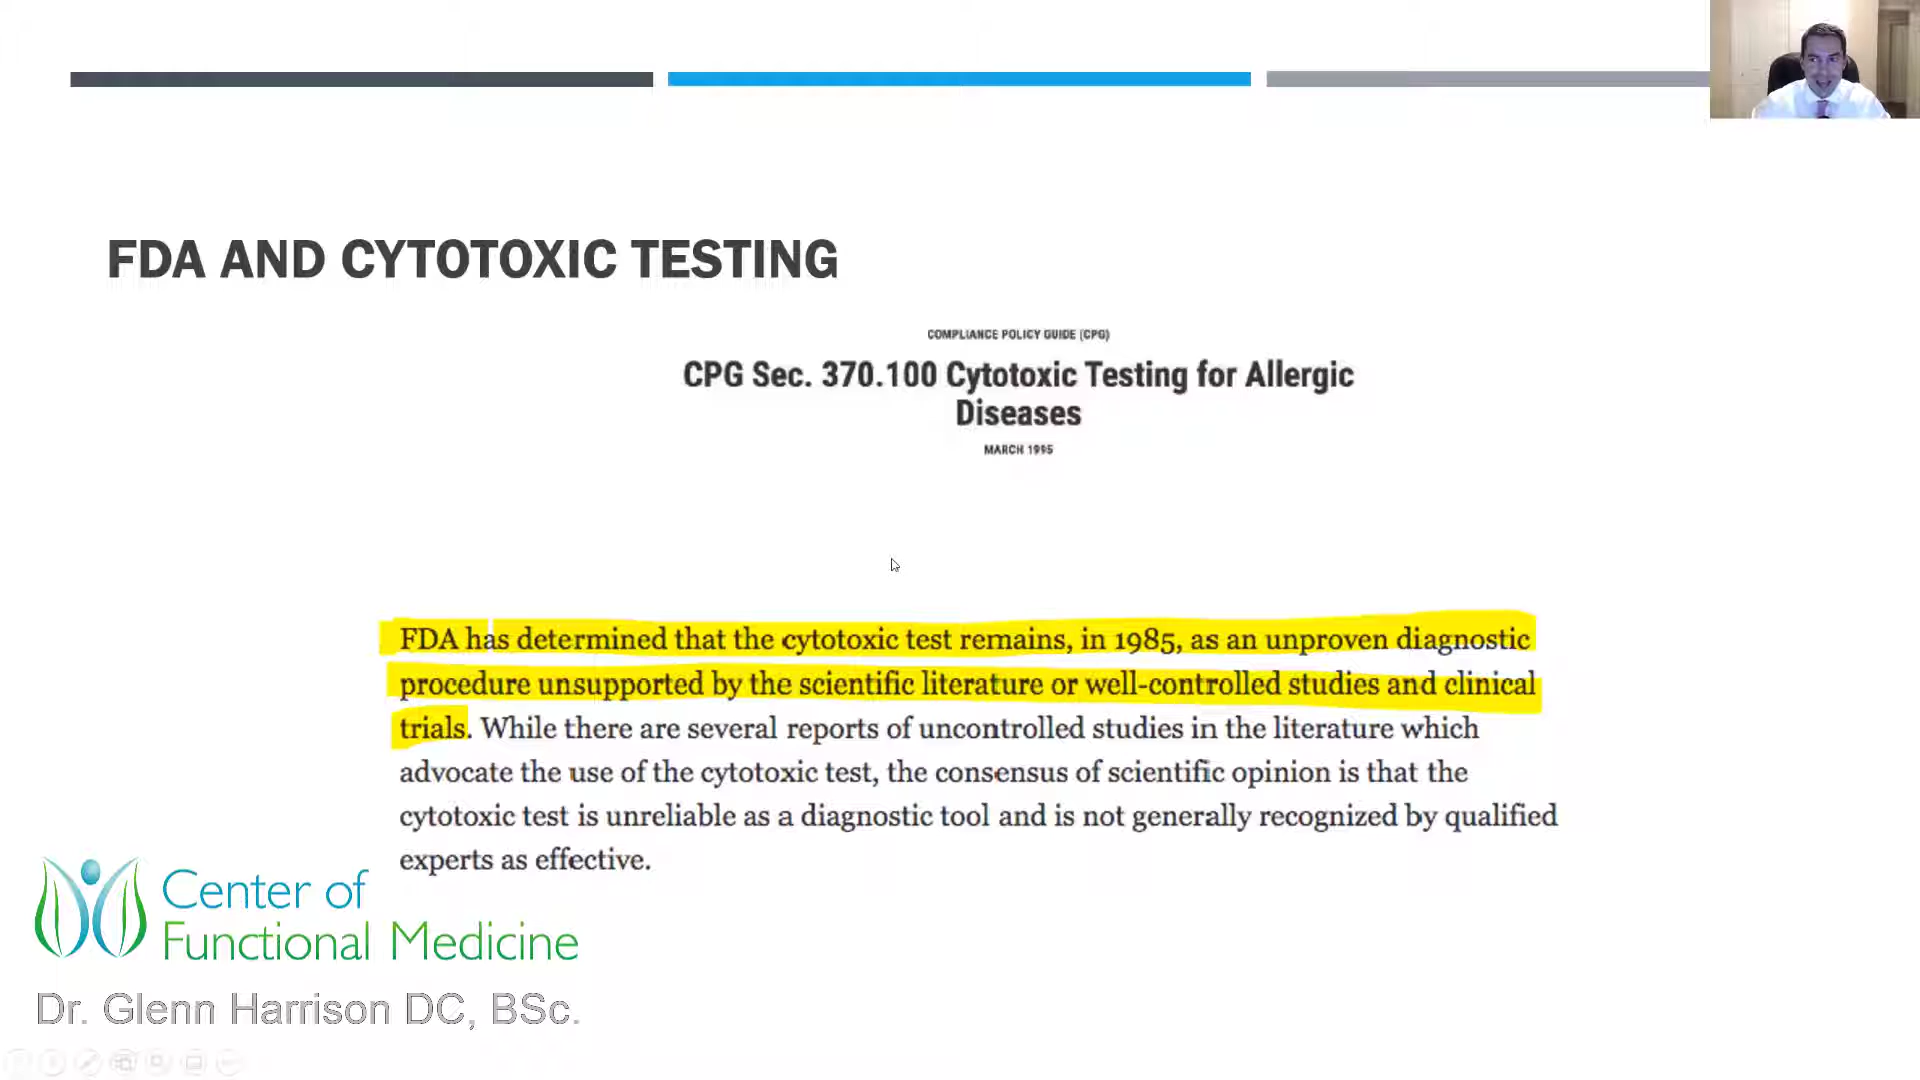 FDA AND CYTOTOXIC TESTING
COMPLIANCE POLICY GUIDE (CPG)
CPG Sec. 370.100 Cytotoxic Testing for Allergic
Diseases
MARCH 1995
FDA has determined that the cytotoxic test remains, in 1985, as an unproven diagnostic
procedure unsupported by the scientific literature or well-controlled studies and clinical
trials. While there are several reports of uncontrolled studies in the literature which
advocate the use of the cytotoxic test, the consensus of scientific opinion is that the
cytotoxic test is unreliable as a diagnostic tool and is not generally recognized by qualified
experts as effective.
Center of
Functional Medicine
Dr. Glenn Harrison DC, BSc.